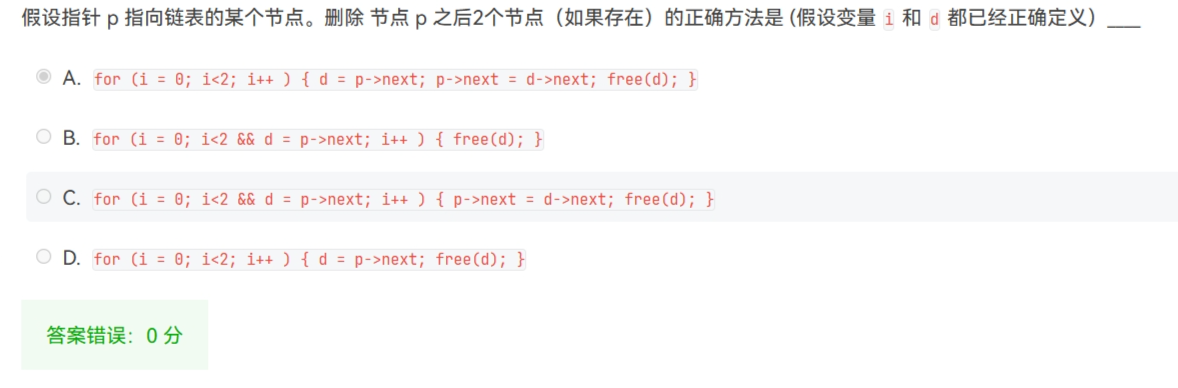 假设指针 p 指向链表的某个节点。删除 节点 p 之后2个节点（如果存在）的正确方法是 (假设变量 i 和 d 都已经正确定义）____
A. for (i = 0; i<2; i++ ) { d = p->next; p->next = d->next; free(d); }
B. for (i = 0; i<2 && d = p->next; i++ ) { free(d); }
C. for (i = 0; i<2 && d = p->next; i++ ) { p->next = d->next; free(d); }
D. for (i = 0; i<2; i++ ) { d = p->next; free(d); }
答案错误：0 分